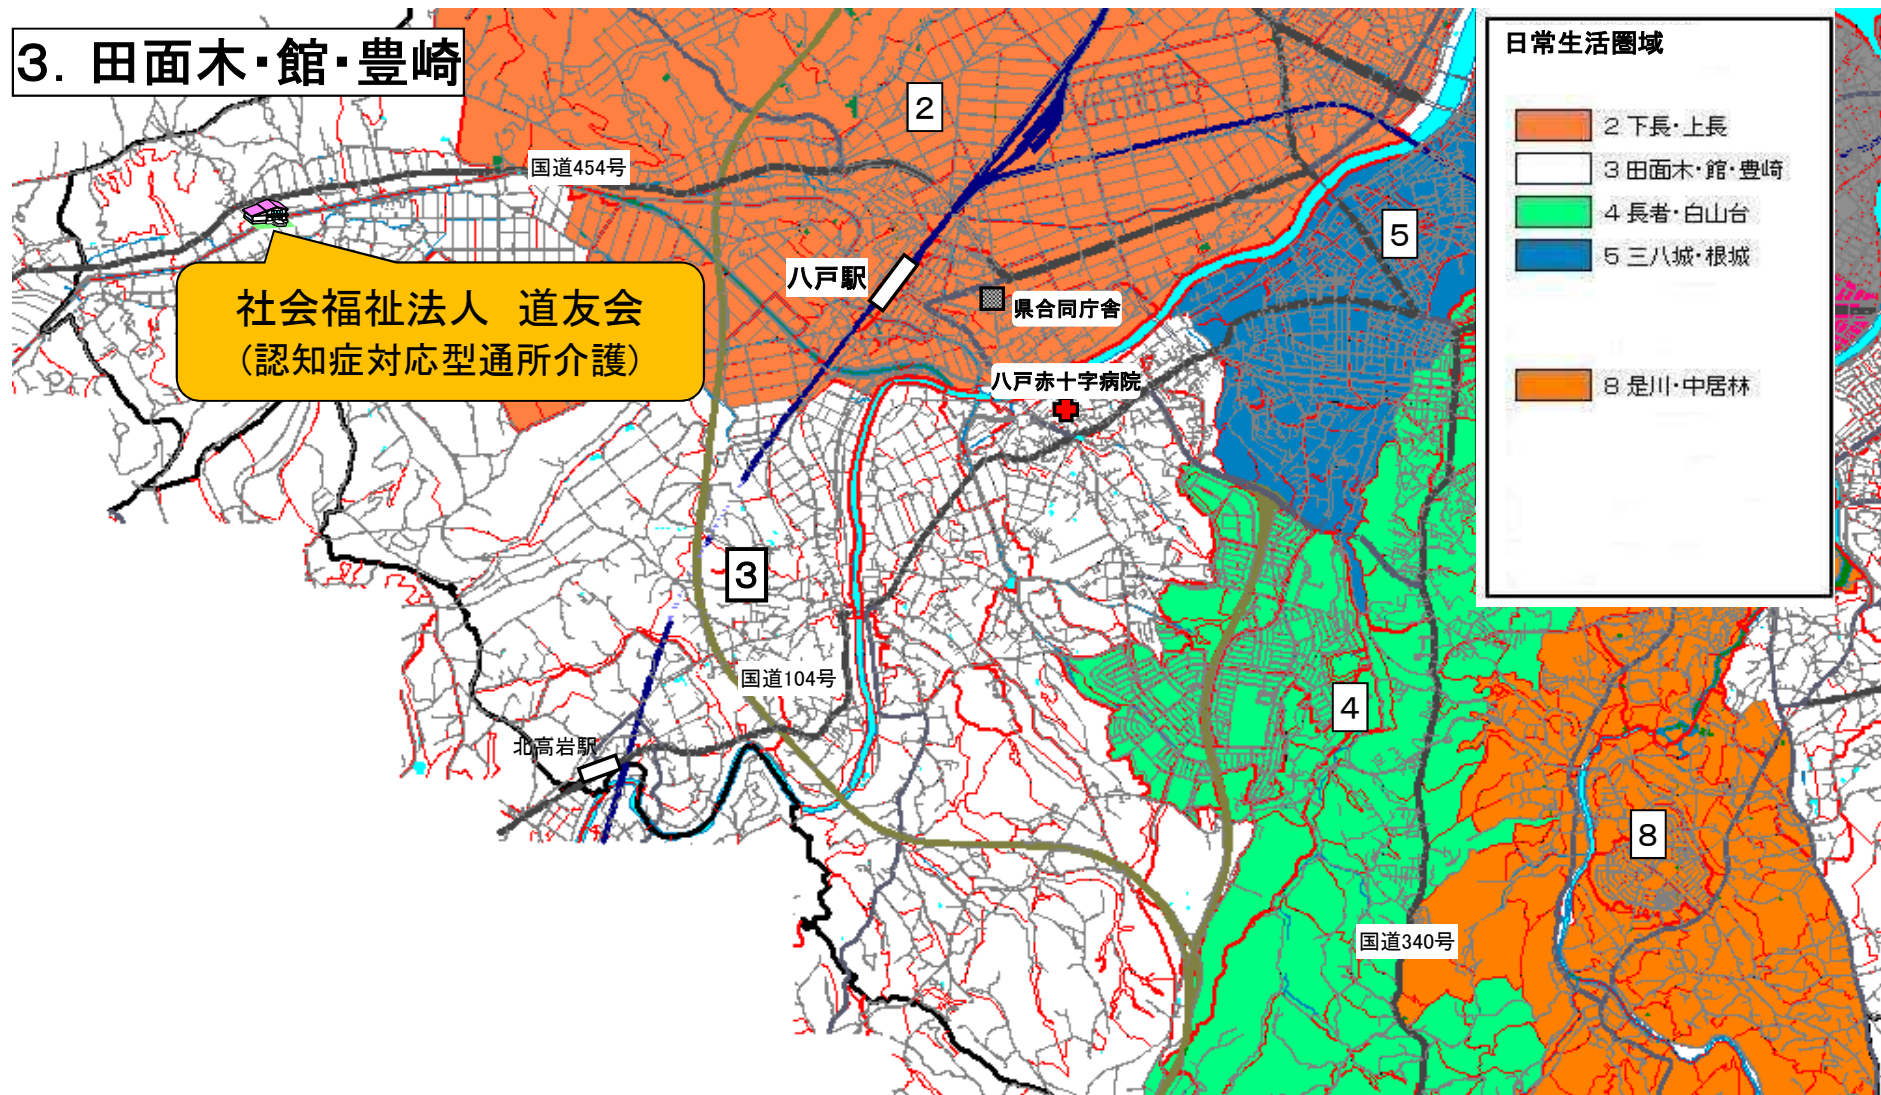 3．田面木・館・豊崎
日常生活圏域
2 下長・上長
3 田面木・館・豊崎
4 長者・白山台
5 三八城・根城
8 是川・中居林
2
国道454号
5
八戸駅
県合同庁舎
社会福祉法人　道友会
（認知症対応型通所介護）
八戸赤十字病院
3
国道104号
4
北高岩駅
8
国道340号